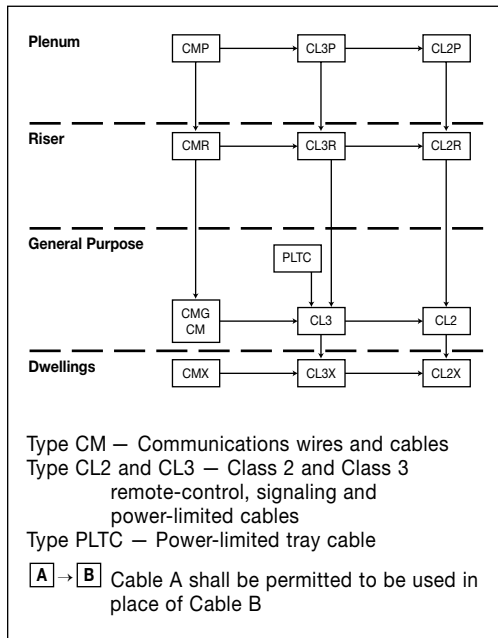 Plenum
CMP
CL3P
CL2P
Riser
CMR
CL3R
CL2R
General Purpose
PLTC
CMG
CM
CL3
CL2
Dwellings
CMX
CL3X
CL2X
Type CM — Communications wires and cables
Type CL2 and CL3 — Class 2 and Class 3
remote-control, signaling and
power-limited cables
Type PLTC — Power-limited tray cable
A → B Cable A shall be permitted to be used in
place of Cable B